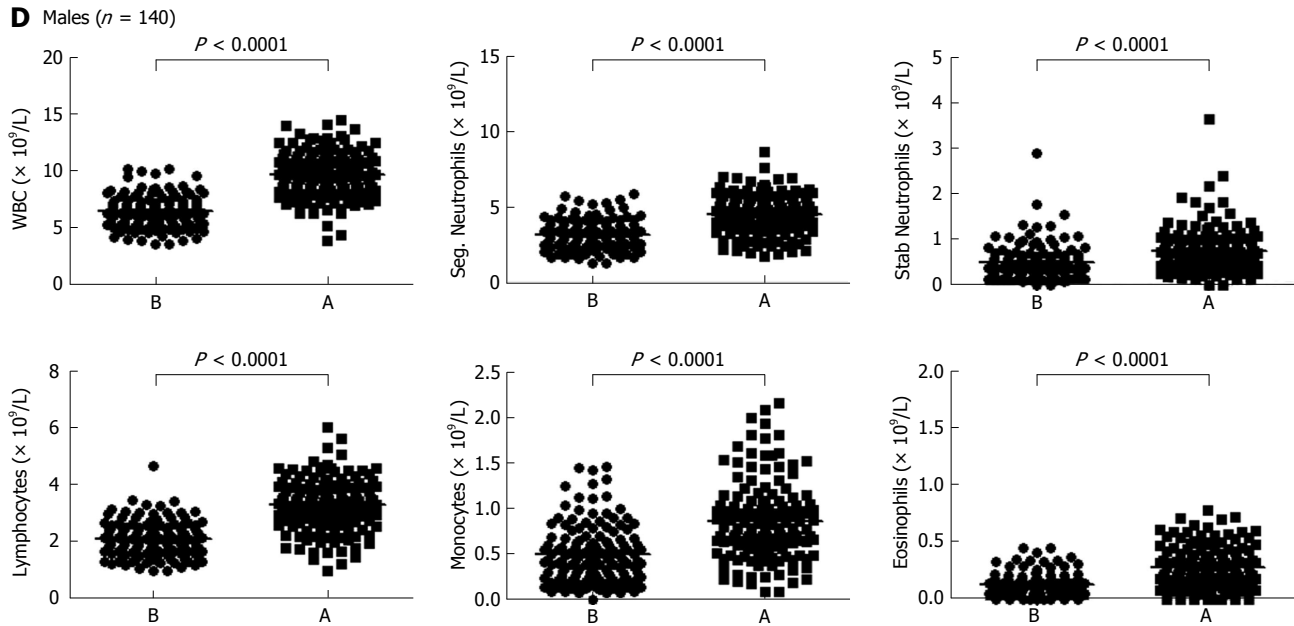 D Males (n = 140)
P < 0.0001
WBC (× 10⁹/L)
20
15
10
5
0
B A
P < 0.0001
Seg. Neutrophils (× 10⁹/L)
15
10
5
0
B A
P < 0.0001
Stab Neutrophils (× 10⁹/L)
5
4
3
2
1
0
B A
P < 0.0001
Lymphocytes (× 10⁹/L)
8
6
4
2
0
B A
P < 0.0001
Monocytes (× 10⁹/L)
2.5
2.0
1.5
1.0
0.5
0.0
B A
P < 0.0001
Eosinophils (× 10⁹/L)
2.0
1.5
1.0
0.5
0.0
B A